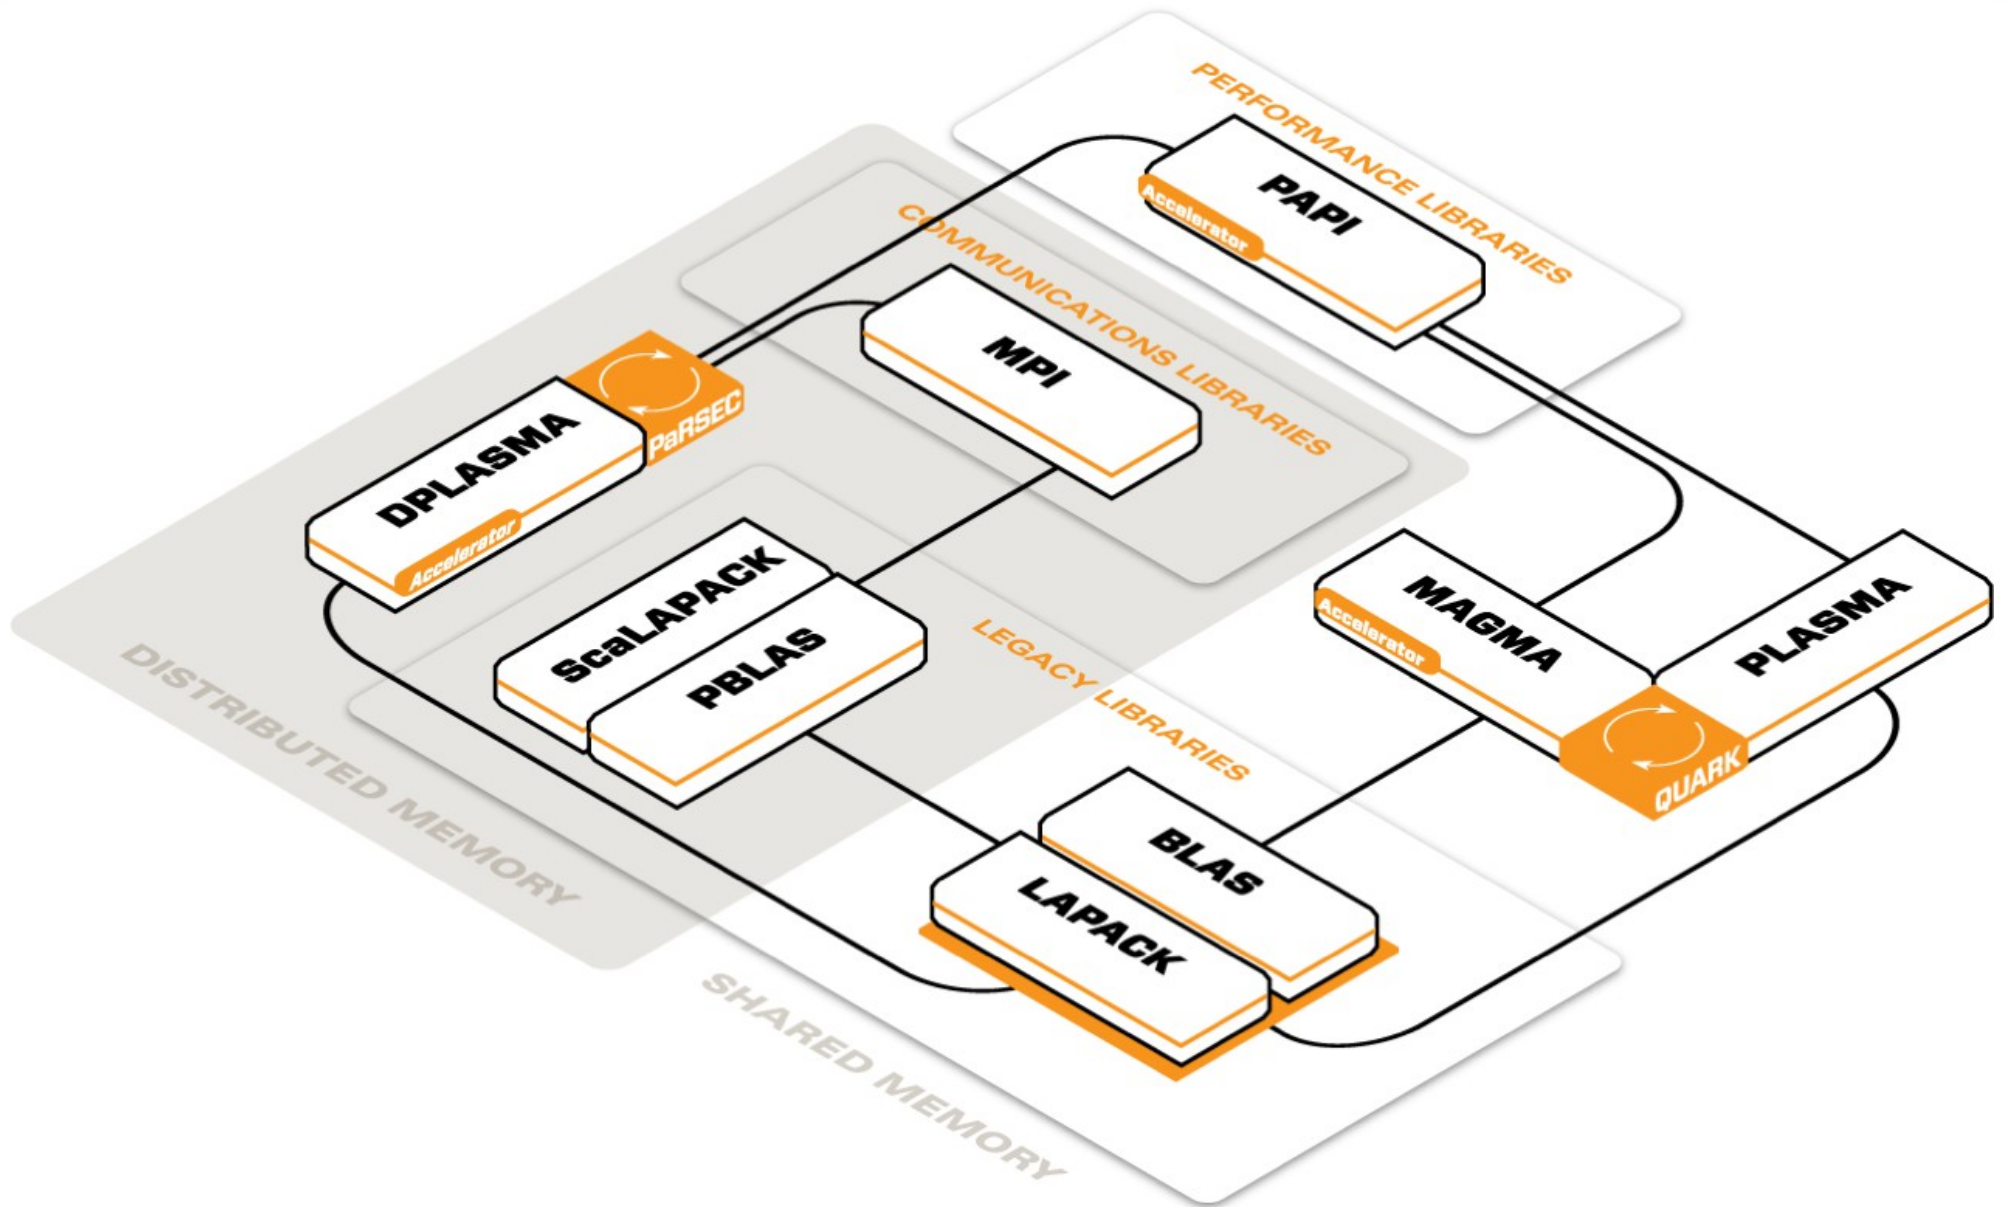 PERFORMANCE LIBRARIES
PAPI
Accelerator
COMMUNICATIONS LIBRARIES
MPI
PaRSEC
DPLASMA
Accelerator
ScaLAPACK
PBLAS
LEGACY LIBRARIES
MAGMA
Accelerator
PLASMA
QUARK
BLAS
LAPACK
DISTRIBUTED MEMORY
SHARED MEMORY